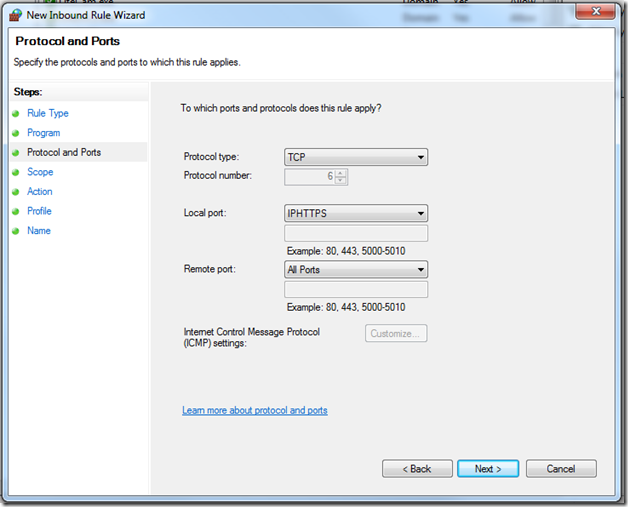 New Inbound Rule Wizard
Protocol and Ports
Specify the protocols and ports to which this rule applies.
Steps:
Rule Type
Program
Protocol and Ports
Scope
Action
Profile
Name
To which ports and protocols does this rule apply?
Protocol type: TCP
Protocol number: 6
Local port: IPHTTPS
Example: 80, 443, 5000-5010
Remote port: All Ports
Example: 80, 443, 5000-5010
Internet Control Message Protocol
(ICMP) settings: Customize...
Learn more about protocol and ports
< Back Next > Cancel